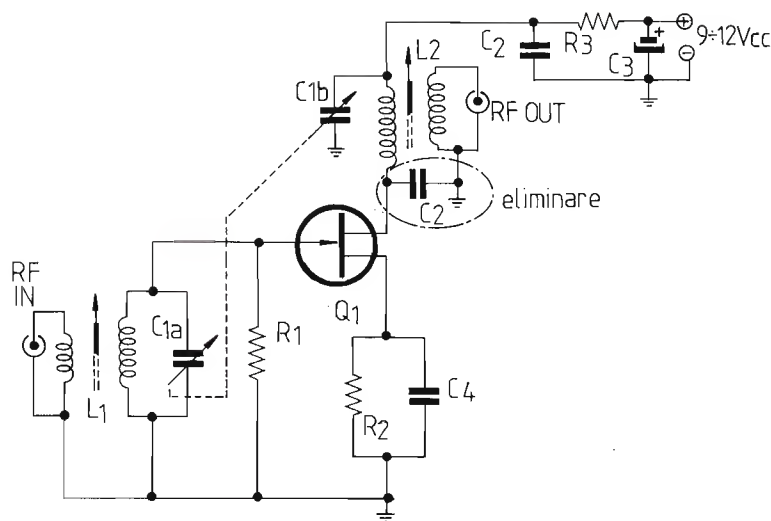 C2
R3
C3
+
+
−
9÷12Vcc
C1b
L2
RF OUT
C2
eliminare
Q1
RF
IN
L1
C1a
R1
R2
C4